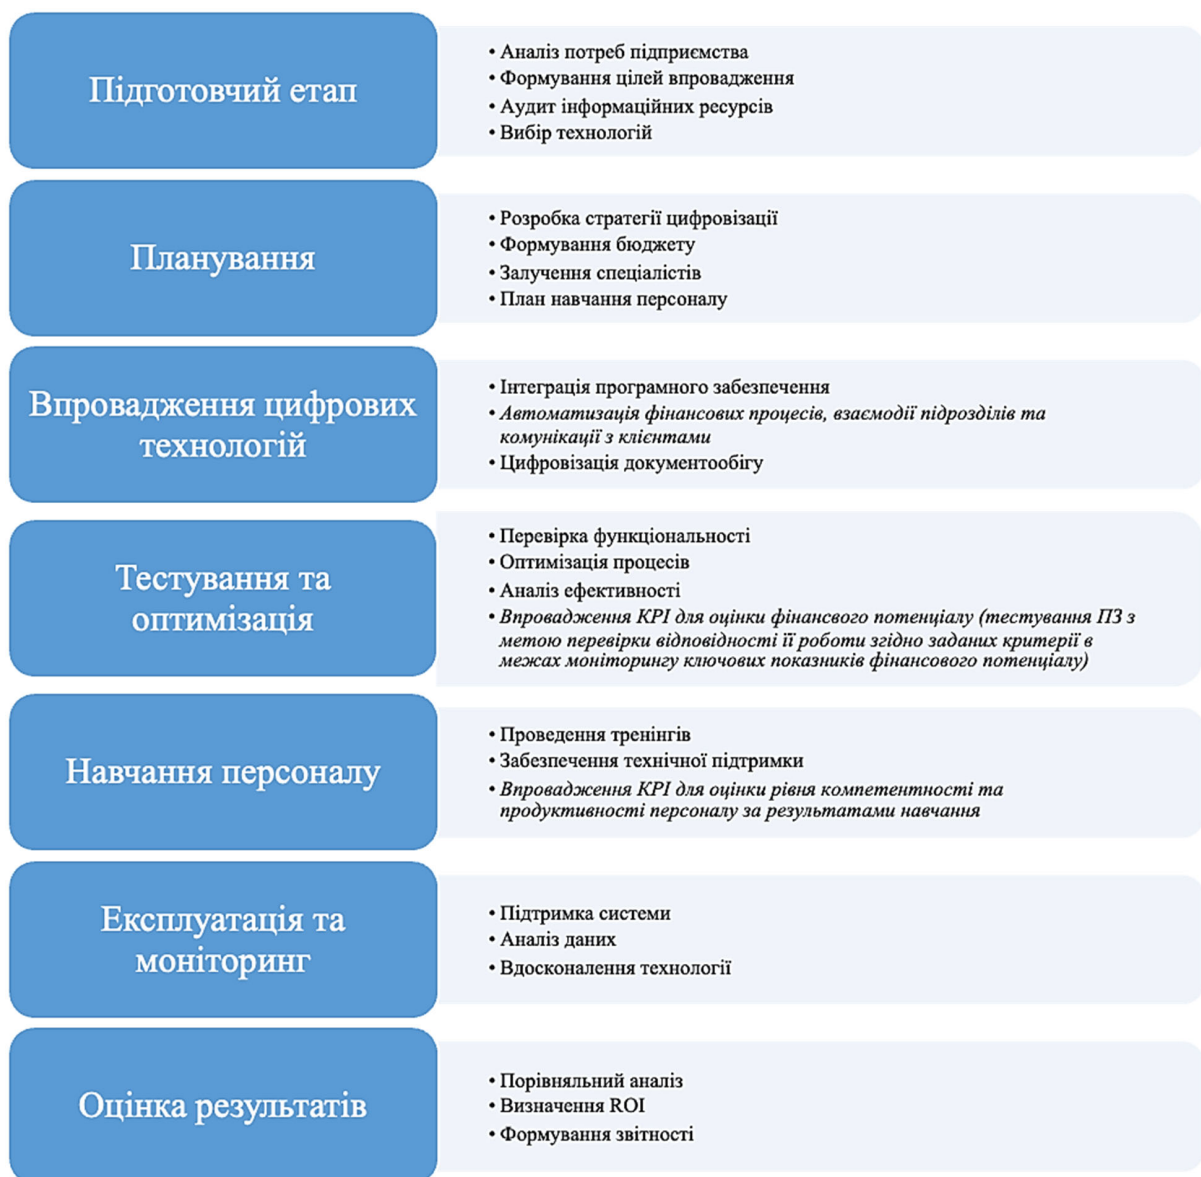 Підготовчий етап
• Аналіз потреб підприємства
• Формування цілей впровадження
• Аудит інформаційних ресурсів
• Вибір технологій
Планування
• Розробка стратегії цифровізації
• Формування бюджету
• Залучення спеціалістів
• План навчання персоналу
Впровадження цифрових
технологій
• Інтеграція програмного забезпечення
• Автоматизація фінансових процесів, взаємодії підрозділів та
комунікації з клієнтами
• Цифровізація документообігу
Тестування та
оптимізація
• Перевірка функціональності
• Оптимізація процесів
• Аналіз ефективності
• Впровадження KPI для оцінки фінансвого потенціалу (тестування ПЗ з
метою перевірки відповідності її роботи згідно заданих критерії в
межах моніторингу ключових показників фінансового потенціалу)
Навчання персоналу
• Проведення тренінгів
• Забезпечення технічної підтримки
• Впровадження KPI для оцінки рівня компетентності та
продуктивності персоналу за результатами навчання
Експлуатація та
моніторинг
• Підтримка системи
• Аналіз даних
• Вдосконалення технології
Оцінка результатів
• Порівняльний аналіз
• Визначення ROI
• Формування звітності